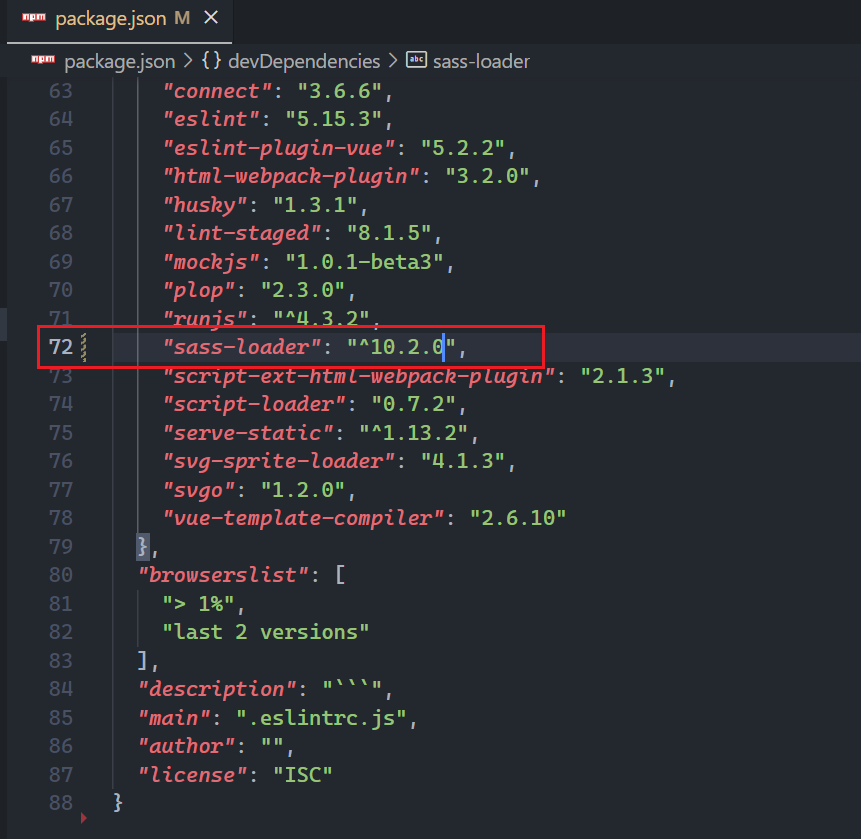 npm package.json M ×
npm package.json > {} devDependencies > abc sass-loader
63 "connect": "3.6.6",
64 "eslint": "5.15.3",
65 "eslint-plugin-vue": "5.2.2",
66 "html-webpack-plugin": "3.2.0",
67 "husky": "1.3.1",
68 "lint-staged": "8.1.5",
69 "mockjs": "1.0.1-beta3",
70 "plop": "2.3.0",
71 "runjs": "^4.3.2",
72 "sass-loader": "^10.2.0",
73 "script-ext-html-webpack-plugin": "2.1.3",
74 "script-loader": "0.7.2",
75 "serve-static": "^1.13.2",
76 "svg-sprite-loader": "4.1.3",
77 "svgo": "1.2.0",
78 "vue-template-compiler": "2.6.10"
79 },
80 "browserslist": [
81 "> 1%",
82 "last 2 versions"
83 ],
84 "description": "```",
85 "main": ".eslintrc.js",
86 "author": "",
87 "license": "ISC"
88 }